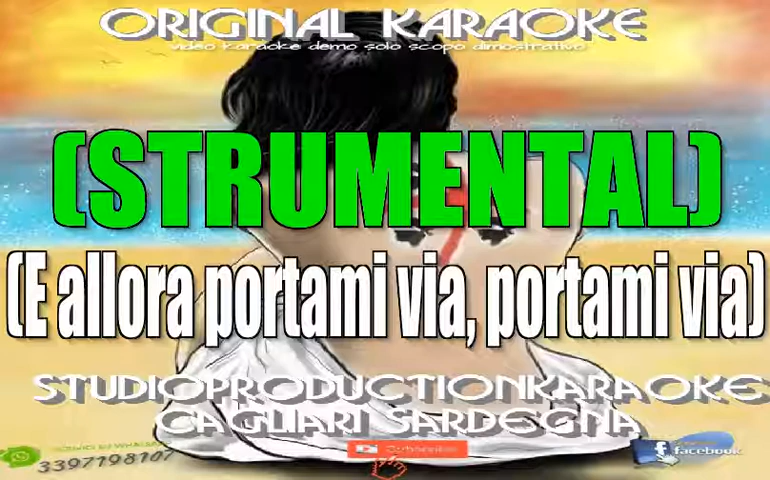 ORIGINAL KARAOKE
video karaoke demo solo scopo dimostrativo
(STRUMENTAL)
(E allora portami via, portami via)
STUDIOPRODUCTIONKARAOKE
CAGLIARI SARDEGNA
3397198107
facebook